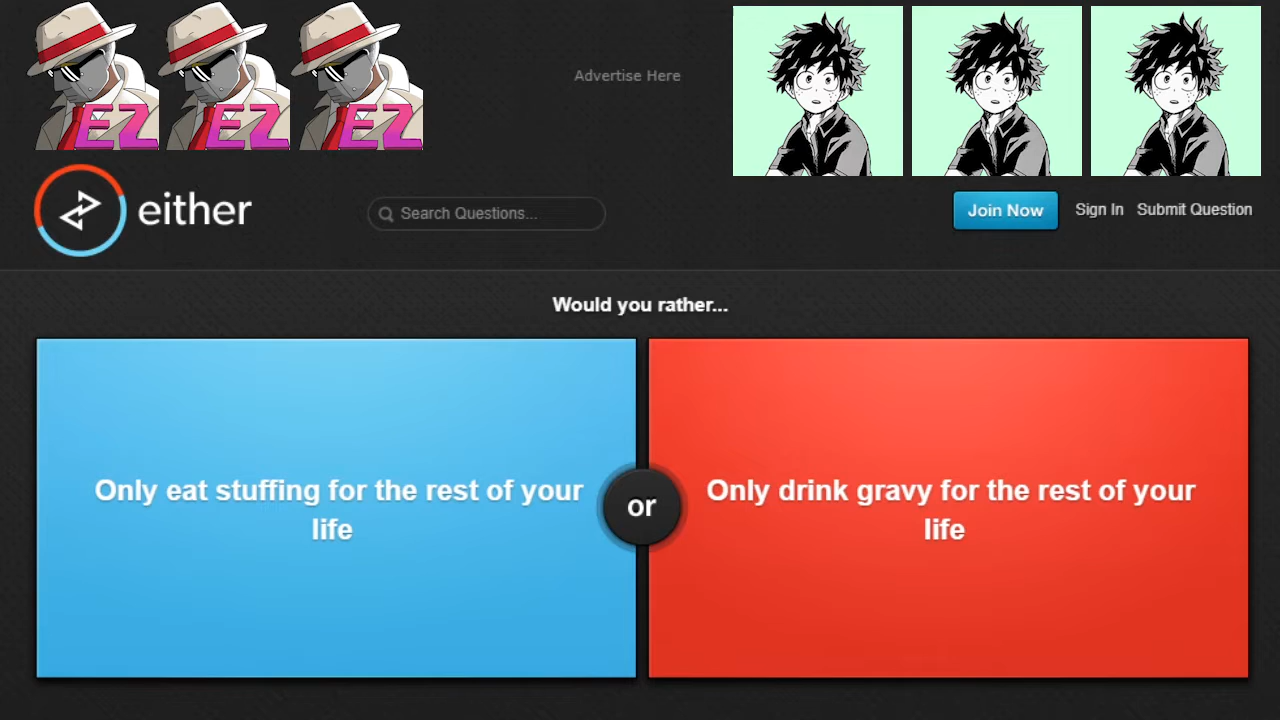 EZ EZ EZ
Advertise Here
either
Search Questions...
Join Now
Sign In
Submit Question
Would you rather...
Only eat stuffing for the rest of your
life
or
Only drink gravy for the rest of your
life